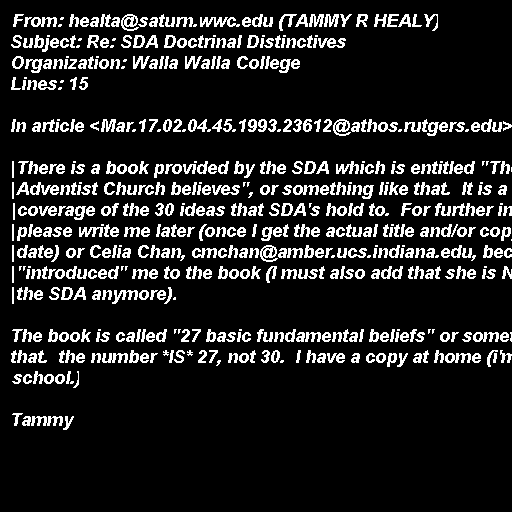 From: healta@saturn.wwc.edu (TAMMY R HEALY)
Subject: Re: SDA Doctrinal Distinctives
Organization: Walla Walla College
Lines: 15

In article <Mar.17.02.04.45.1993.23612@athos.rutgers.edu>

|There is a book provided by the SDA which is entitled "Th
|Adventist Church believes", or something like that.  It is a
|coverage of the 30 ideas that SDA's hold to.  For further in
|please write me later (once I get the actual title and/or cop
|date) or Celia Chan, cmchan@amber.ucs.indiana.edu, bec
|"introduced" me to the book (I must also add that she is N
|the SDA anymore).

The book is called "27 basic fundamental beliefs" or somet
that.  the number *IS* 27, not 30.  I have a copy at home (i'm
school.)

Tammy